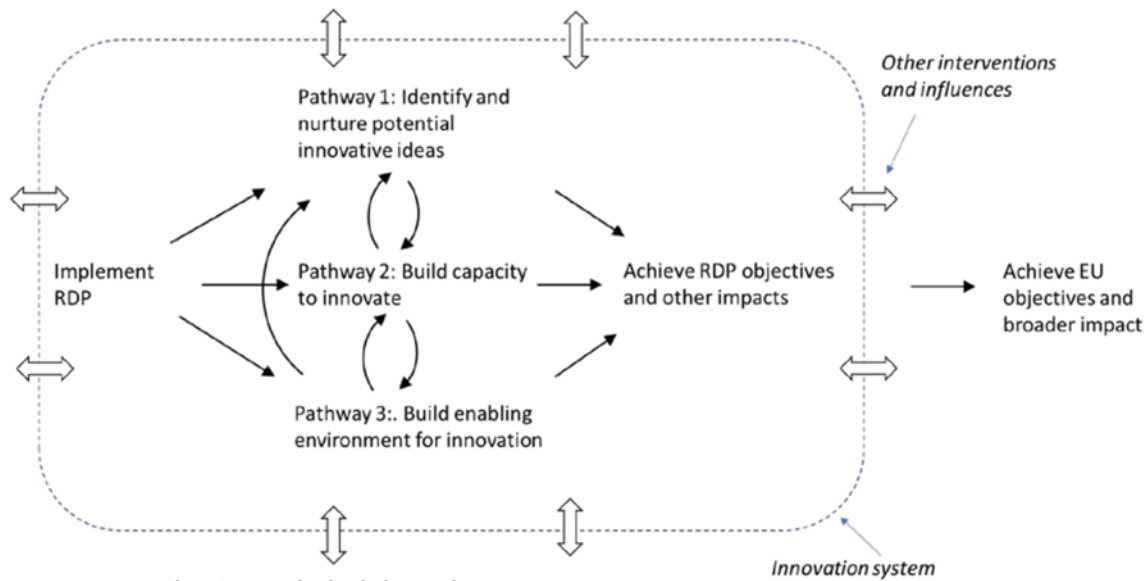 Other interventions
and influences
Pathway 1: Identify and
nurture potential
innovative ideas
Implement
RDP
Pathway 2: Build capacity
to innovate
Achieve RDP objectives
and other impacts
Achieve EU
objectives and
broader impact
Pathway 3:. Build enabling
environment for innovation
Innovation system